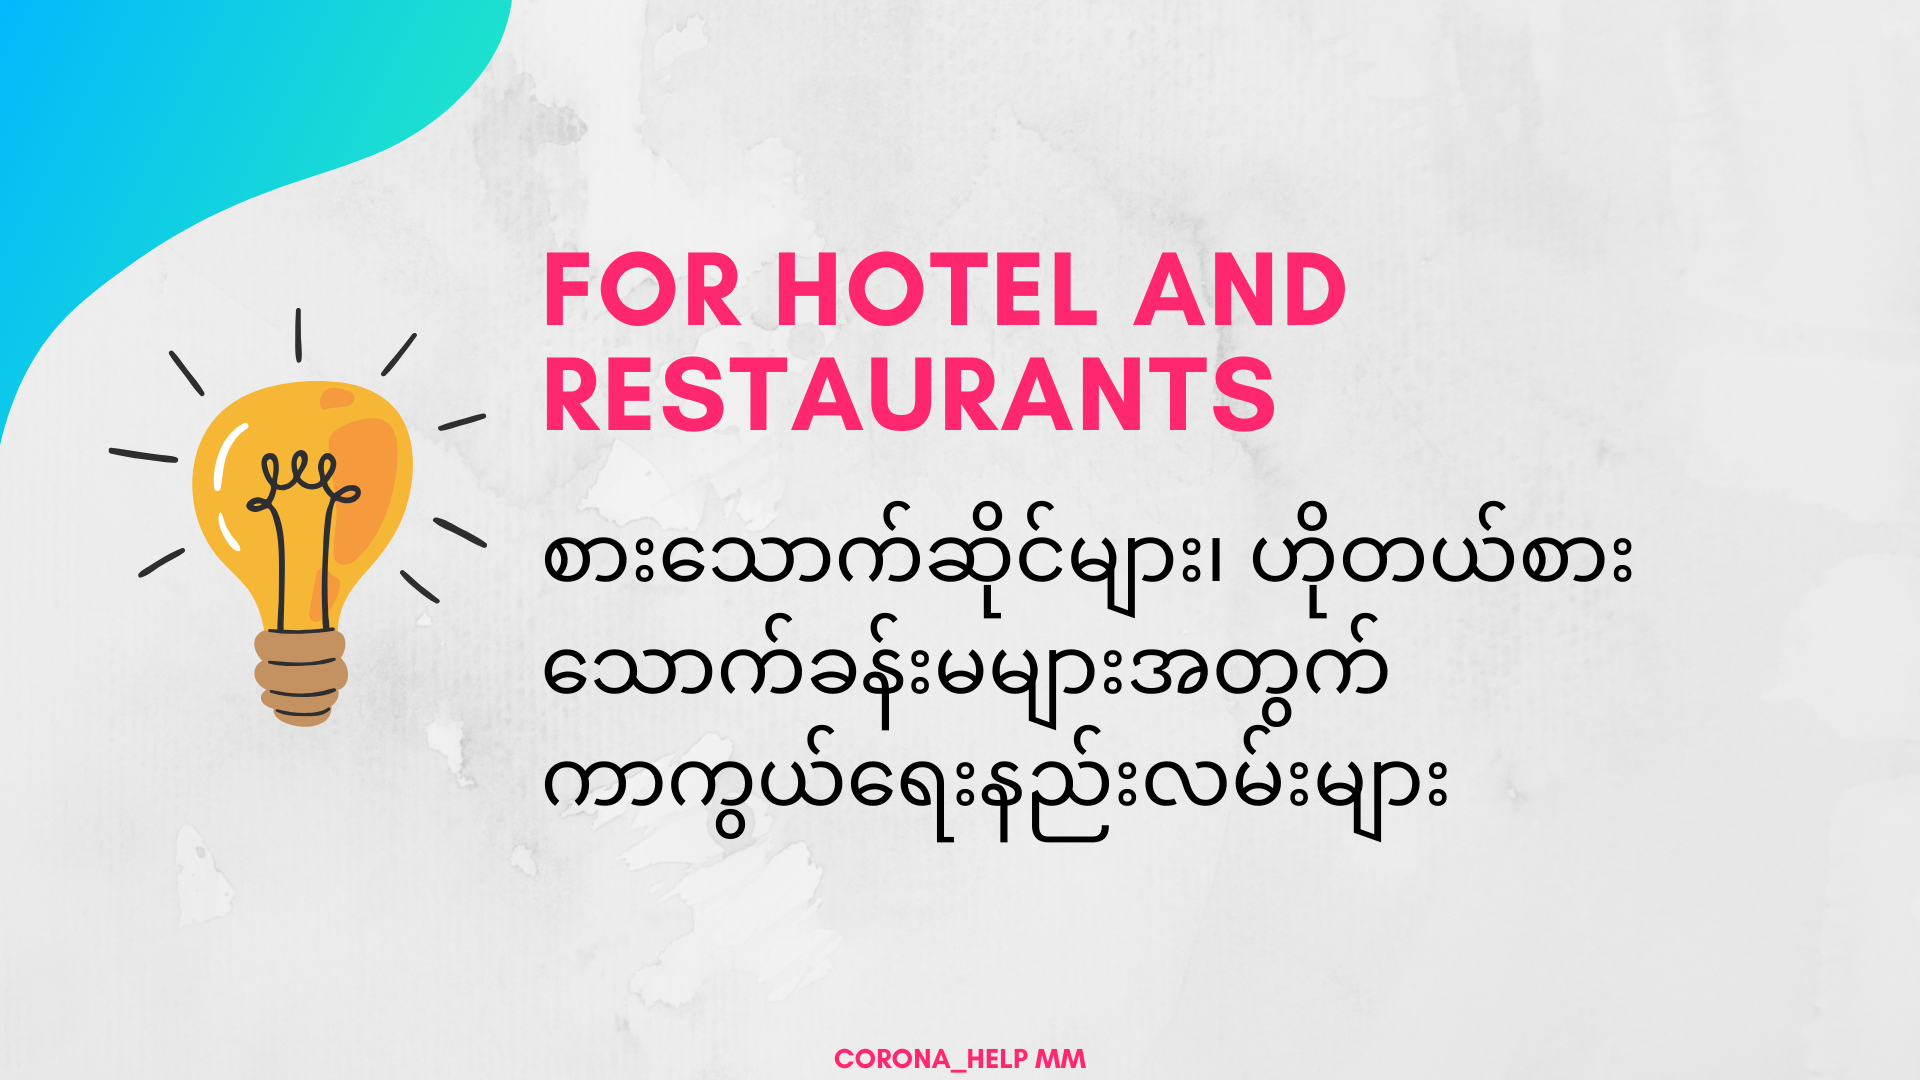 FOR HOTEL AND
RESTAURANTS
စားသောက်ဆိုင်များ၊ ဟိုတယ်စား
သောက်ခန်းမများအတွက်
ကာကွယ်ရေးနည်းလမ်းများ
CORONA_HELP MM